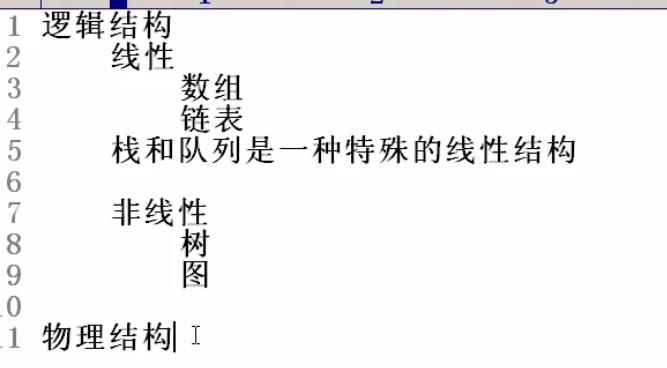 1 逻辑结构
2 线性
3 数组
4 链表
5 栈和队列是一种特殊的线性结构
6
7 非线性
8 树
9 图
10
11 物理结构